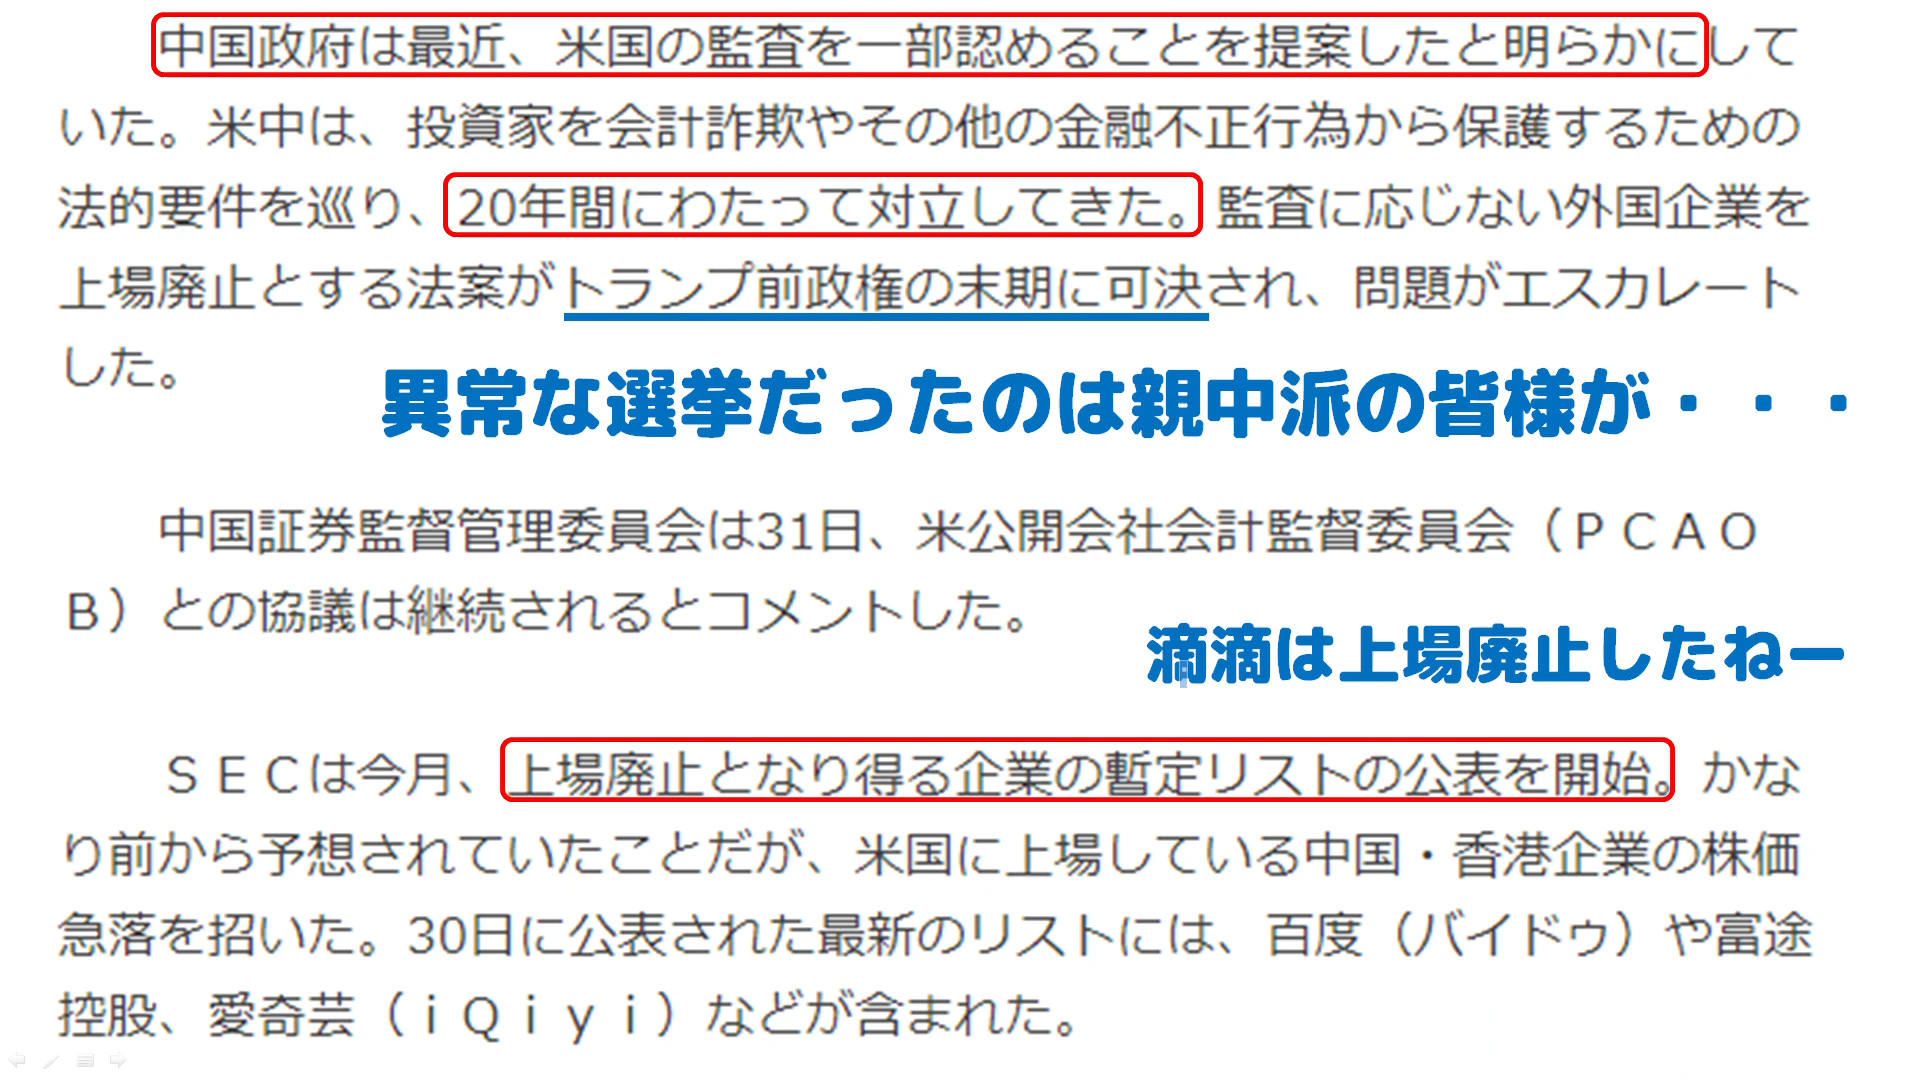 中国政府は最近、米国の監査を一部認めることを提案したと明らかにして
いた。米中は、投資家を会計詐欺やその他の金融不正行為から保護するための
法的要件を巡り、20年間にわたって対立してきた。監査に応じない外国企業を
上場廃止とする法案がトランプ前政権の末期に可決され、問題がエスカレート
した。
異常な選挙だったのは親中派の皆様が・・・
中国証券監督管理委員会は31日、米公開会社会計監督委員会（ＰＣＡＯ
Ｂ）との協議は継続されるとコメントした。
滴滴は上場廃止したねー
ＳＥＣは今月、上場廃止となり得る企業の暫定リストの公表を開始。かな
り前から予想されていたことだが、米国に上場している中国・香港企業の株価
急落を招いた。30日に公表された最新のリストには、百度（バイドゥ）や富途
控股、愛奇芸（ｉＱｉｙｉ）などが含まれた。